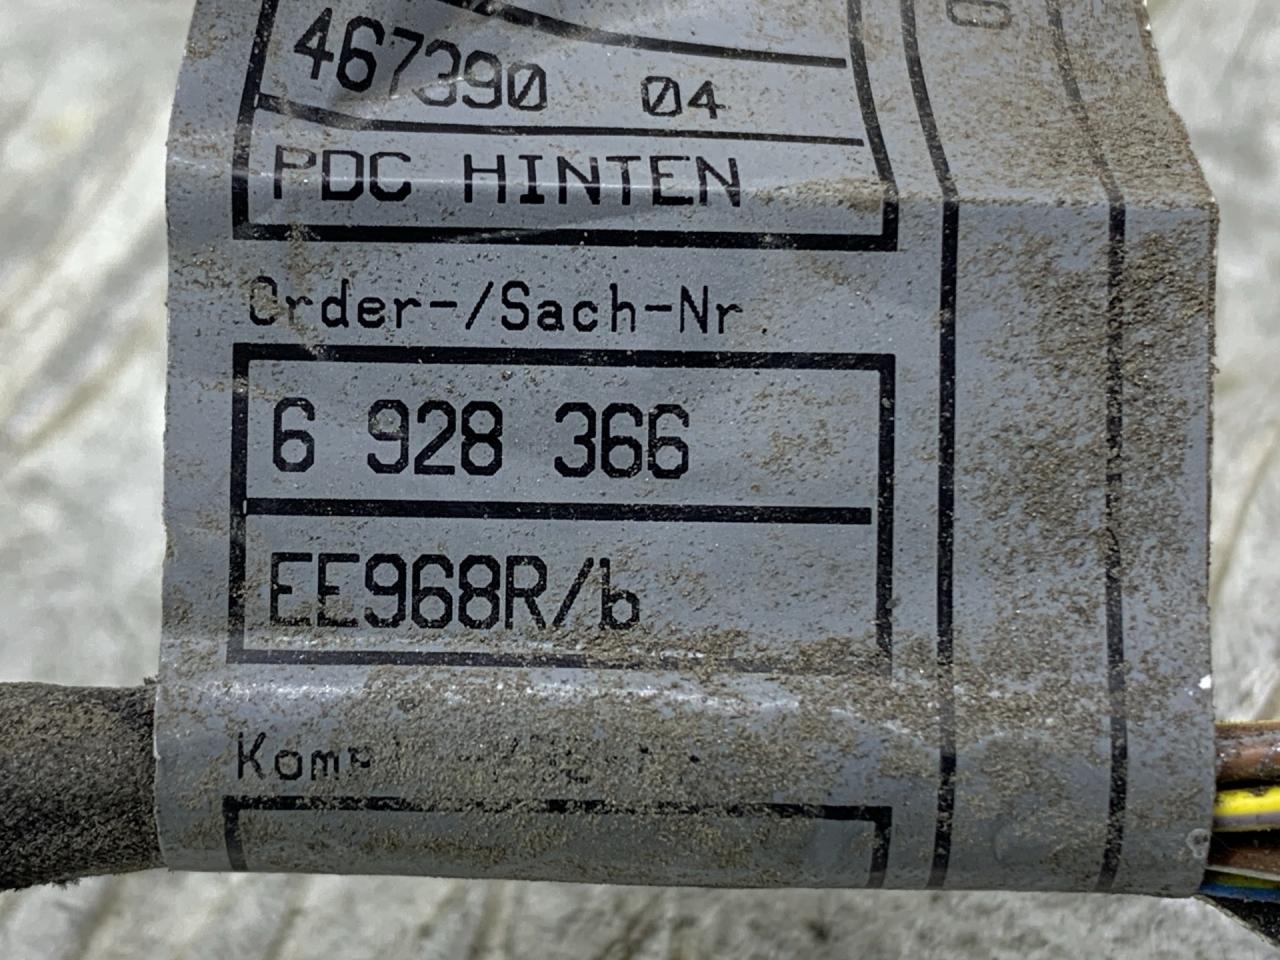 467390 04
PDC HINTEN
Order-/Sach-Nr
6 928 366
EE968R/b